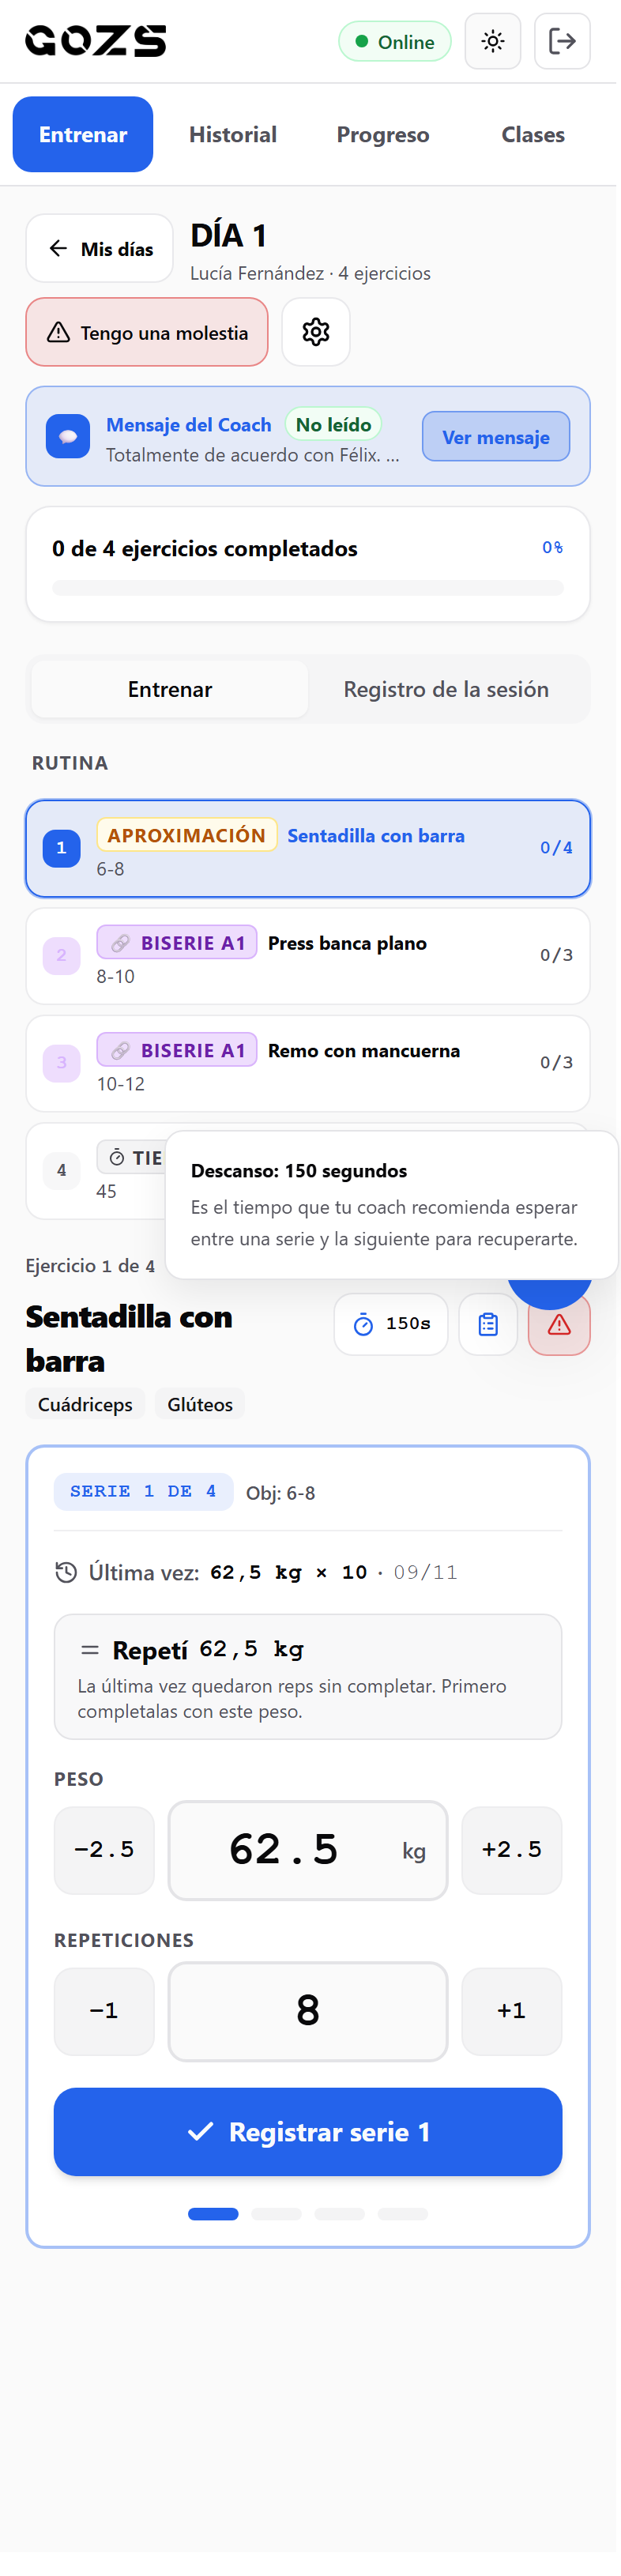 GOZS
Online
Entrenar
Historial
Progreso
Clases
Mis días
DÍA 1
Lucía Fernández · 4 ejercicios
Tengo una molestia
Mensaje del Coach
No leído
Totalmente de acuerdo con Félix. ...
Ver mensaje
0 de 4 ejercicios completados
0%
Entrenar
Registro de la sesión
RUTINA
1
APROXIMACIÓN
Sentadilla con barra
6-8
0/4
2
BISERIE A1
Press banca plano
8-10
0/3
3
BISERIE A1
Remo con mancuerna
10-12
0/3
4
TIE
45
Descanso: 150 segundos
Es el tiempo que tu coach recomienda esperar
entre una serie y la siguiente para recuperarte.
Ejercicio 1 de 4
Sentadilla con
barra
150s
Cuádriceps
Glúteos
SERIE 1 DE 4
Obj: 6-8
Última vez: 62,5 kg × 10 · 09/11
= Repetí 62,5 kg
La última vez quedaron reps sin completar. Primero
completalas con este peso.
PESO
−2.5
62.5
kg
+2.5
REPETICIONES
−1
8
+1
Registrar serie 1